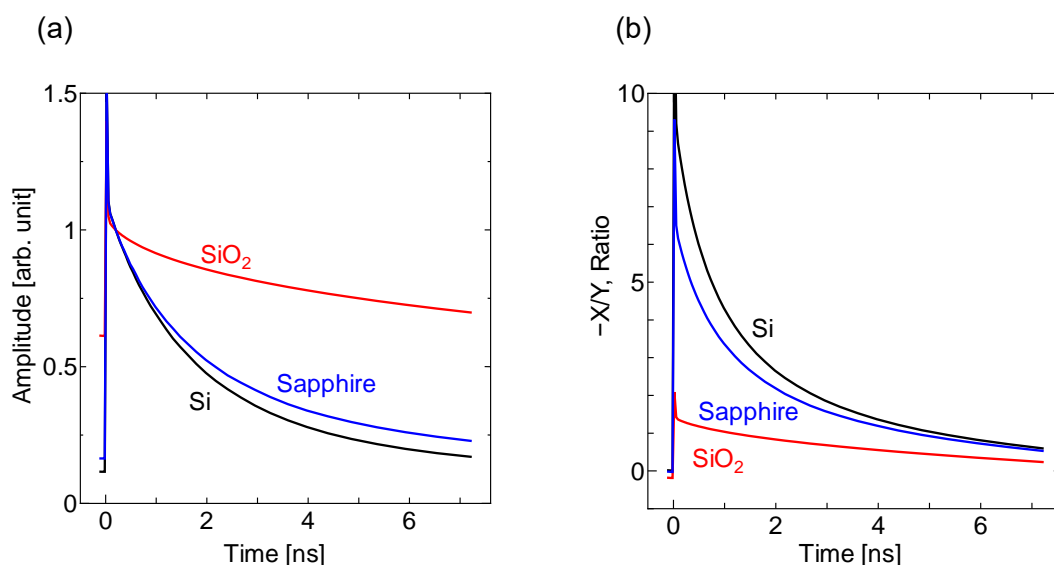 (a)
1.5
1
0.5
0
Amplitude [arb. unit]
SiO2
Sapphire
Si
0
2
4
6
Time [ns]
(b)
10
5
0
−X/Y, Ratio
Si
Sapphire
SiO2
0
2
4
6
Time [ns]